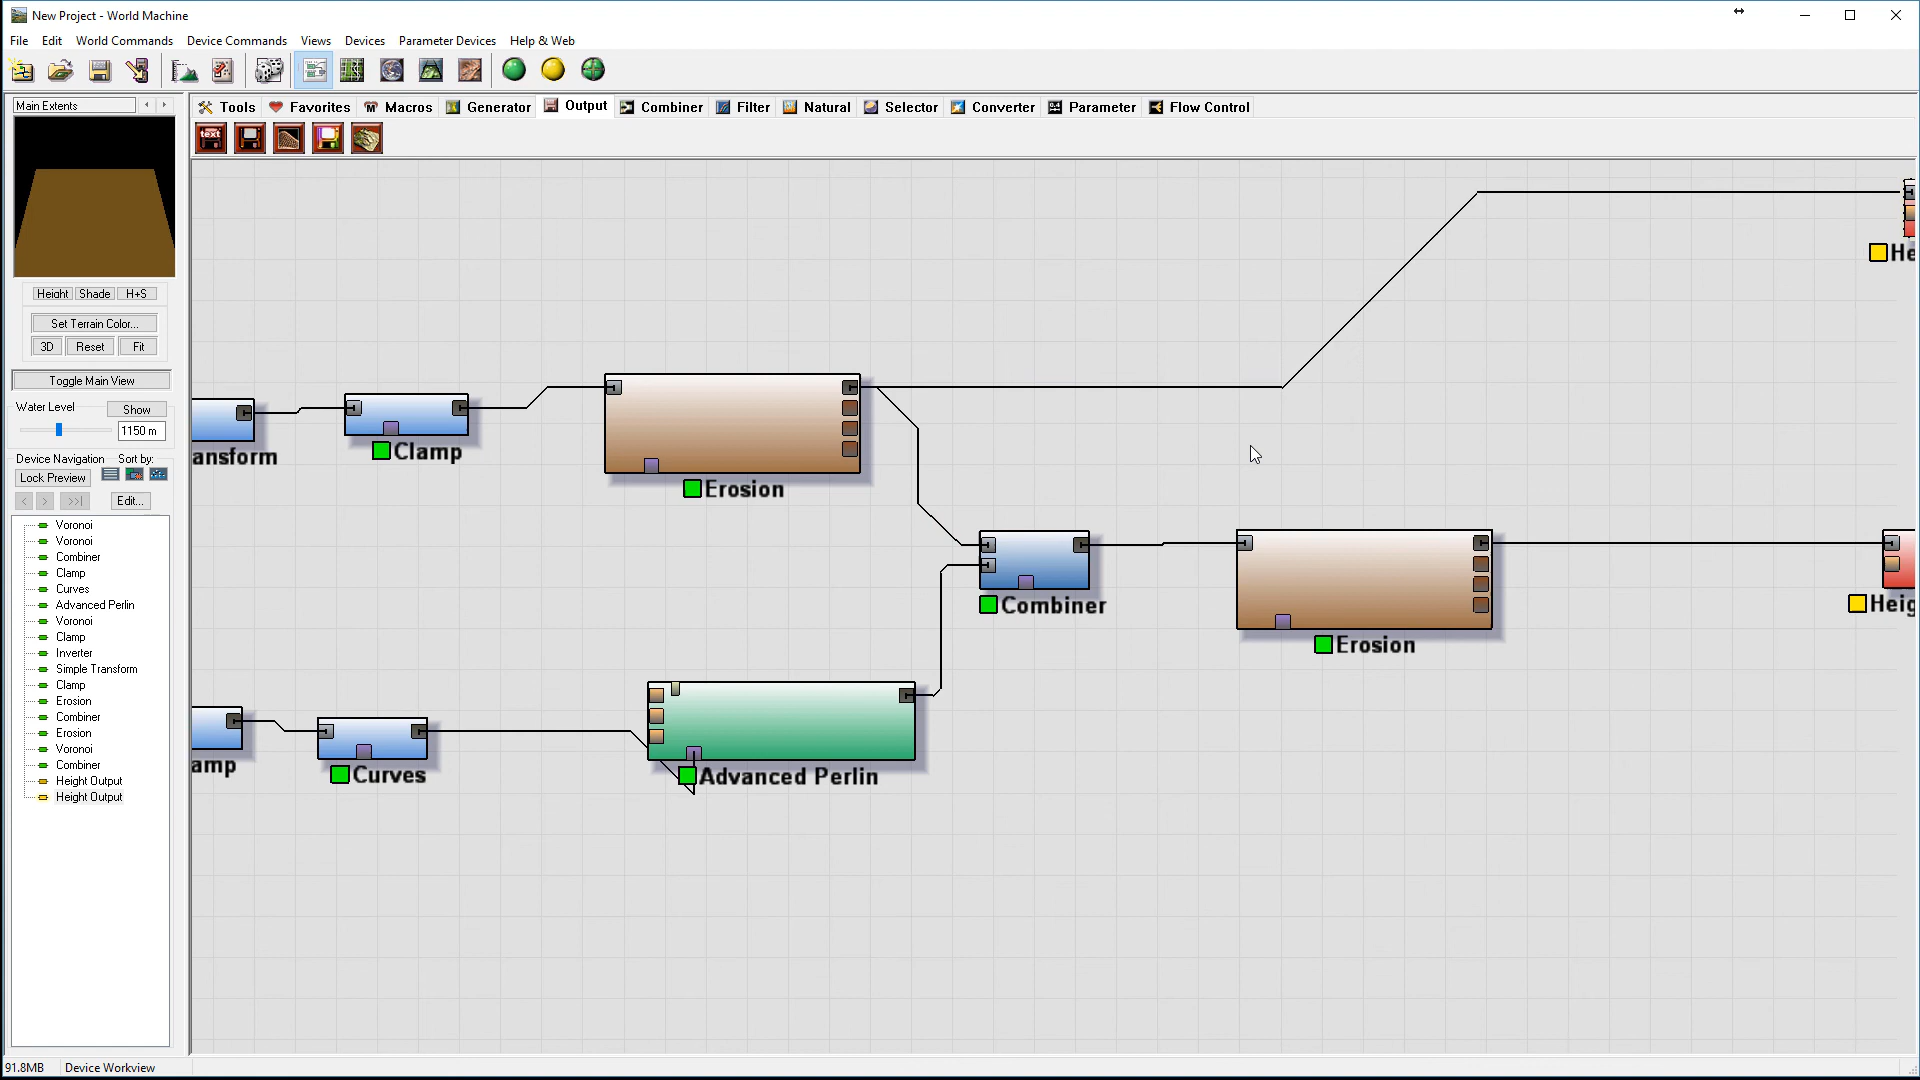 New Project - World Machine
File Edit World Commands Device Commands Views Devices Parameter Devices Help & Web
Main Extents
Tools Favorites Macros Generator Output Combiner Filter Natural Selector Converter Parameter Flow Control
text
Height Shade H+S
Set Terrain Color...
3D Reset Fit
Toggle Main View
Water Level Show
1150 m
Device Navigation Sort by:
Lock Preview
< > >>| Edit...
Voronoi
Voronoi
Combiner
Clamp
Curves
Advanced Perlin
Voronoi
Clamp
Inverter
Simple Transform
Clamp
Erosion
Combiner
Erosion
Voronoi
Combiner
Height Output
Height Output
He
ansform
Clamp
Erosion
Combiner
Heig
Erosion
amp
Curves
Advanced Perlin
91.8MB Device Workview